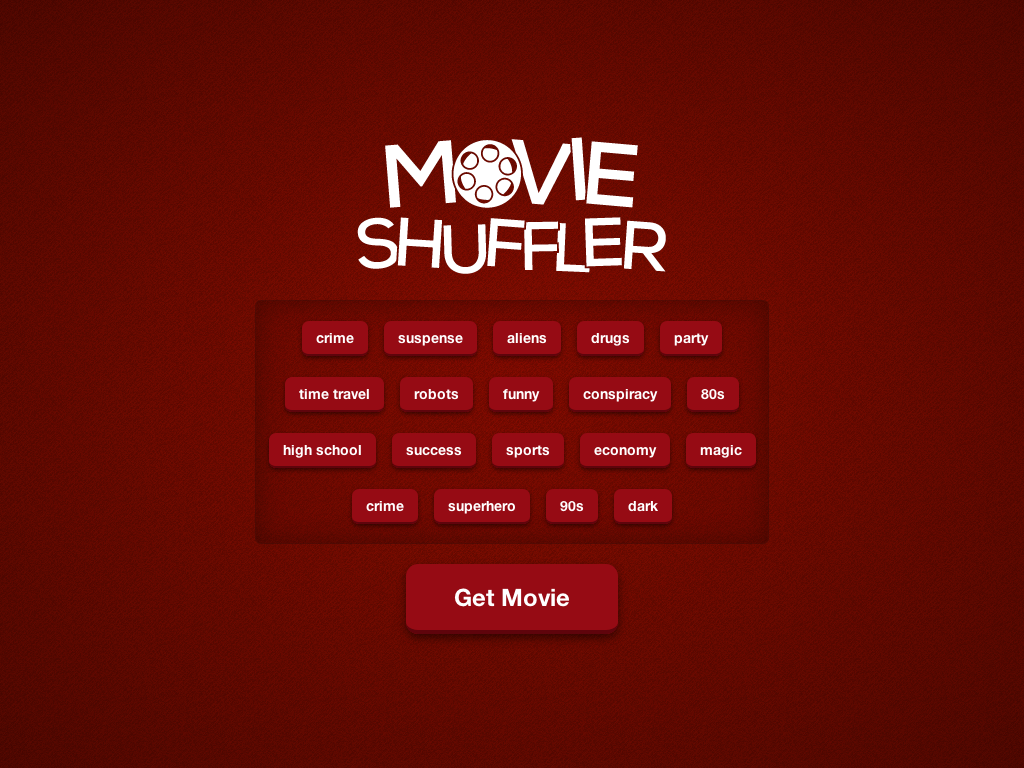 MOVIE
SHUFFLER
crime suspense aliens drugs party
time travel robots funny conspiracy 80s
high school success sports economy magic
crime superhero 90s dark
Get Movie